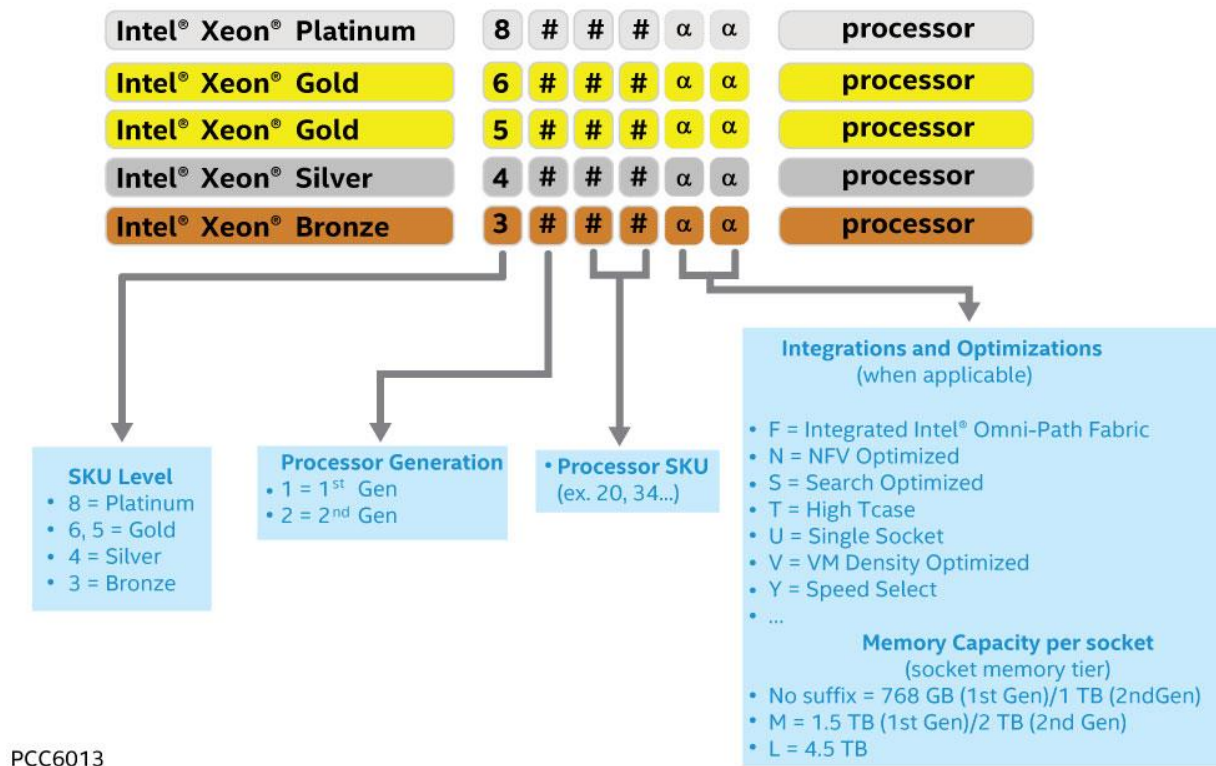 Intel® Xeon® Platinum 8 # # # α α processor
Intel® Xeon® Gold 6 # # # α α processor
Intel® Xeon® Gold 5 # # # α α processor
Intel® Xeon® Silver 4 # # # α α processor
Intel® Xeon® Bronze 3 # # # α α processor
SKU Level
• 8 = Platinum
• 6, 5 = Gold
• 4 = Silver
• 3 = Bronze
Processor Generation
• 1 = 1st Gen
• 2 = 2nd Gen
• Processor SKU
(ex. 20, 34...)
Integrations and Optimizations
(when applicable)
• F = Integrated Intel® Omni-Path Fabric
• N = NFV Optimized
• S = Search Optimized
• T = High Tcase
• U = Single Socket
• V = VM Density Optimized
• Y = Speed Select
• ...
Memory Capacity per socket
(socket memory tier)
• No suffix = 768 GB (1st Gen)/1 TB (2ndGen)
• M = 1.5 TB (1st Gen)/2 TB (2nd Gen)
• L = 4.5 TB
PCC6013